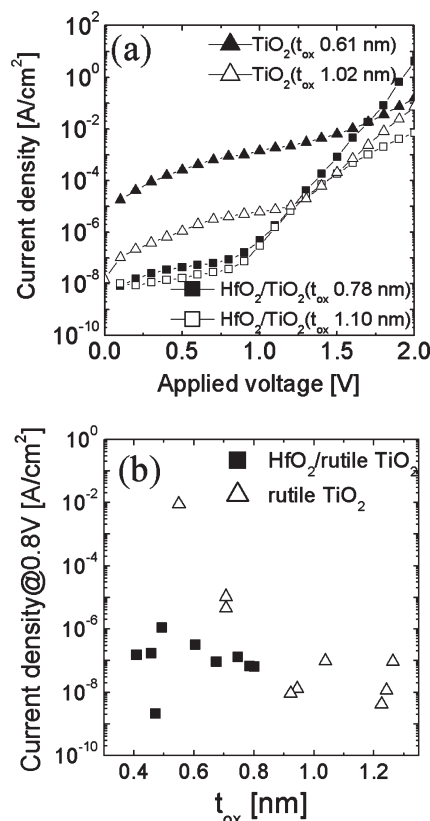 (a)
TiO2(tox 0.61 nm)
TiO2(tox 1.02 nm)
Current density [A/cm2]
10^2
10^0
10^-2
10^-4
10^-6
10^-8
10^-10
HfO2/TiO2(tox 0.78 nm)
HfO2/TiO2(tox 1.10 nm)
0.0 0.5 1.0 1.5 2.0
Applied voltage [V]
(b)
HfO2/rutile TiO2
rutile TiO2
Current density@0.8V [A/cm2]
10^0
10^-2
10^-4
10^-6
10^-8
10^-10
0.4 0.6 0.8 1.0 1.2
tox [nm]